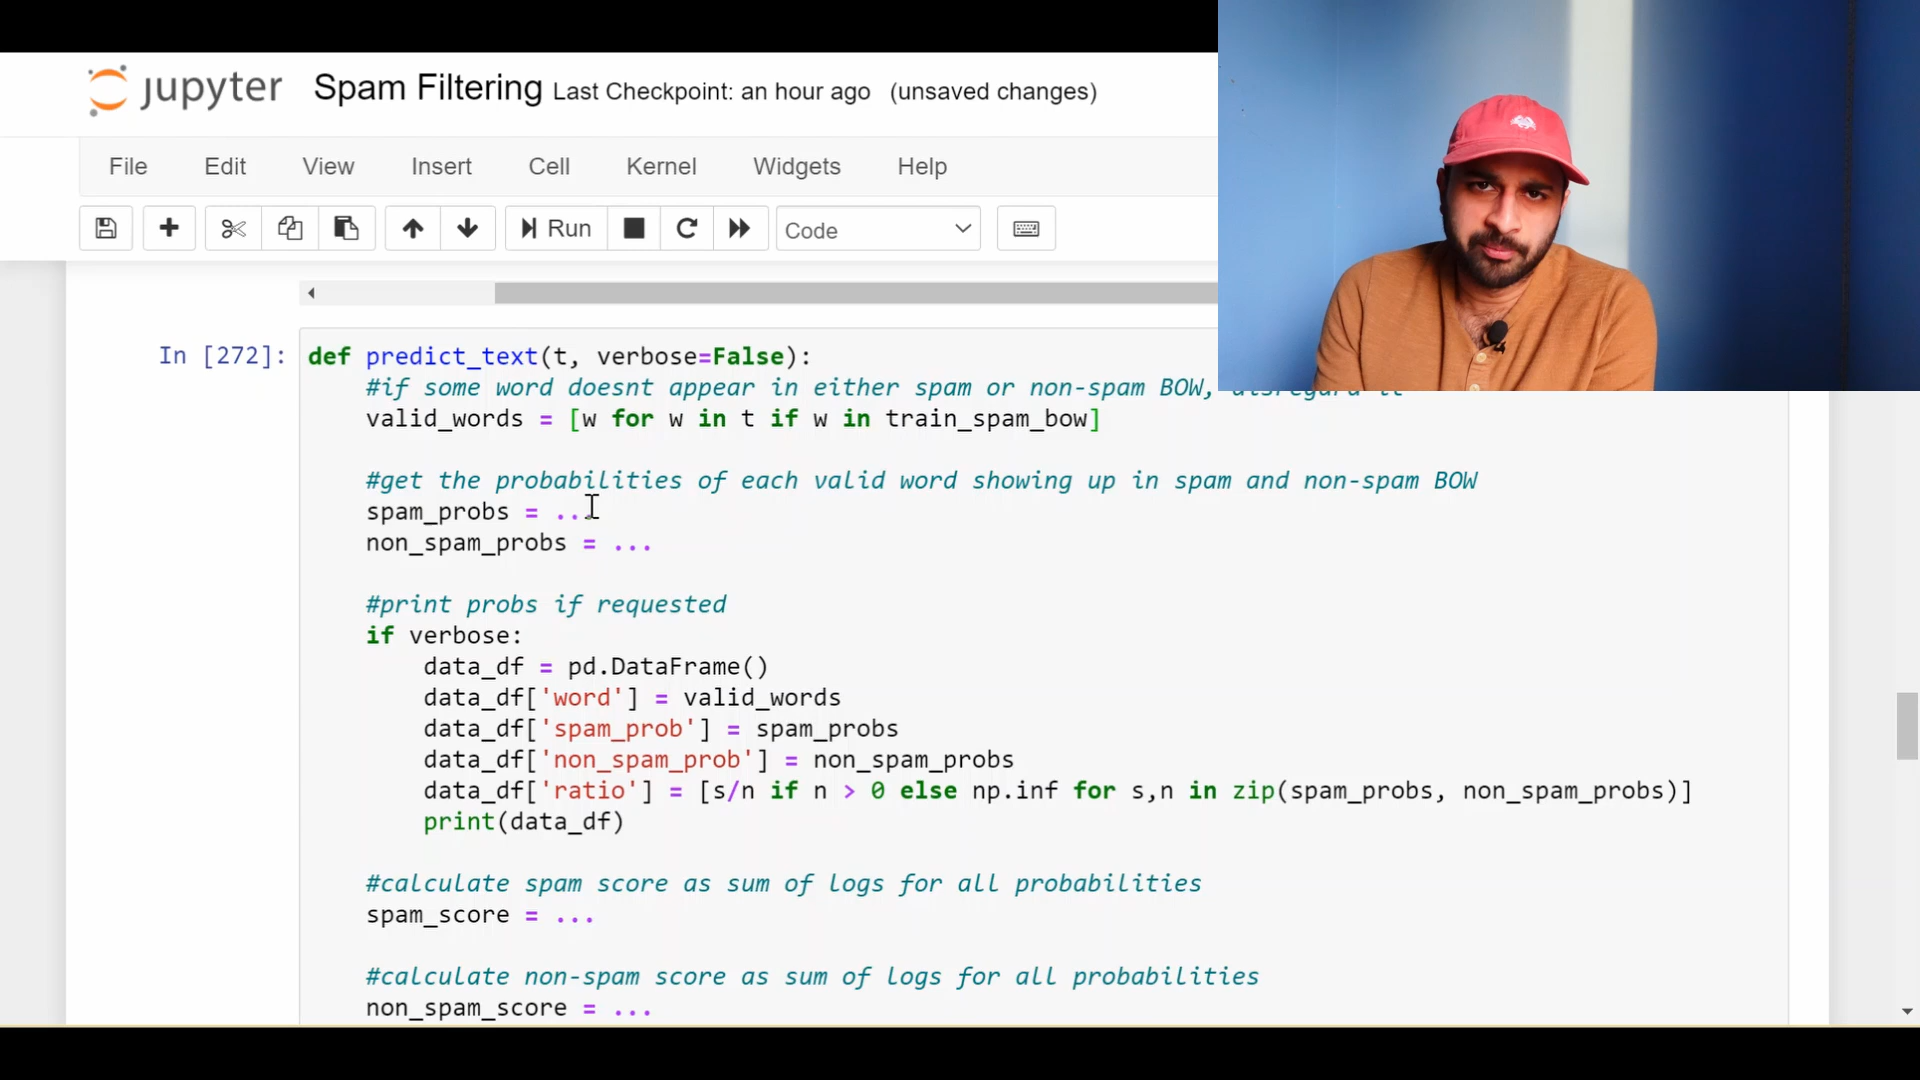 jupyter Spam Filtering Last Checkpoint: an hour ago (unsaved changes)
File Edit View Insert Cell Kernel Widgets Help
Run Code
In [272]: def predict_text(t, verbose=False):
#if some word doesnt appear in either spam or non-spam BOW,
valid_words = [w for w in t if w in train_spam_bow]
#get the probabilities of each valid word showing up in spam and non-spam BOW
spam_probs = ...
non_spam_probs = ...
#print probs if requested
if verbose:
data_df = pd.DataFrame()
data_df['word'] = valid_words
data_df['spam_prob'] = spam_probs
data_df['non_spam_prob'] = non_spam_probs
data_df['ratio'] = [s/n if n > 0 else np.inf for s,n in zip(spam_probs, non_spam_probs)]
print(data_df)
#calculate spam score as sum of logs for all probabilities
spam_score = ...
#calculate non-spam score as sum of logs for all probabilities
non_spam_score = ...